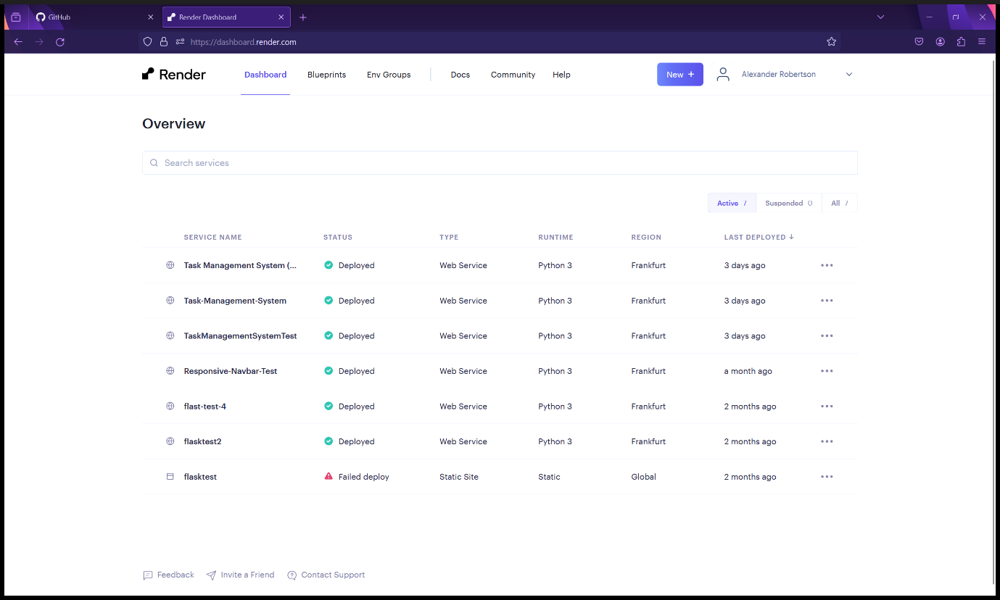 GitHub
Render Dashboard
https://dashboard.render.com
Render Dashboard Blueprints Env Groups Docs Community Help New + Alexander Robertson
Overview
Search services
Active / Suspended 0 All /
SERVICE NAME STATUS TYPE RUNTIME REGION LAST DEPLOYED ↓
Task Management System (... Deployed Web Service Python 3 Frankfurt 3 days ago
Task-Management-System Deployed Web Service Python 3 Frankfurt 3 days ago
TaskManagementSystemTest Deployed Web Service Python 3 Frankfurt 3 days ago
Responsive-Navbar-Test Deployed Web Service Python 3 Frankfurt a month ago
flast-test-4 Deployed Web Service Python 3 Frankfurt 2 months ago
flasktest2 Deployed Web Service Python 3 Frankfurt 2 months ago
flasktest Failed deploy Static Site Static Global 2 months ago
Feedback Invite a Friend Contact Support